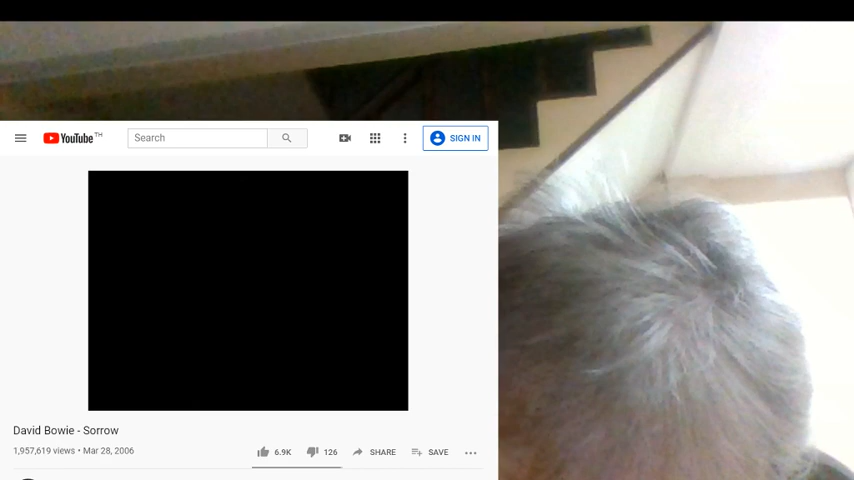 YouTube TH
Search
SIGN IN
David Bowie - Sorrow
1,957,619 views • Mar 28, 2006
6.9K
126
SHARE
SAVE